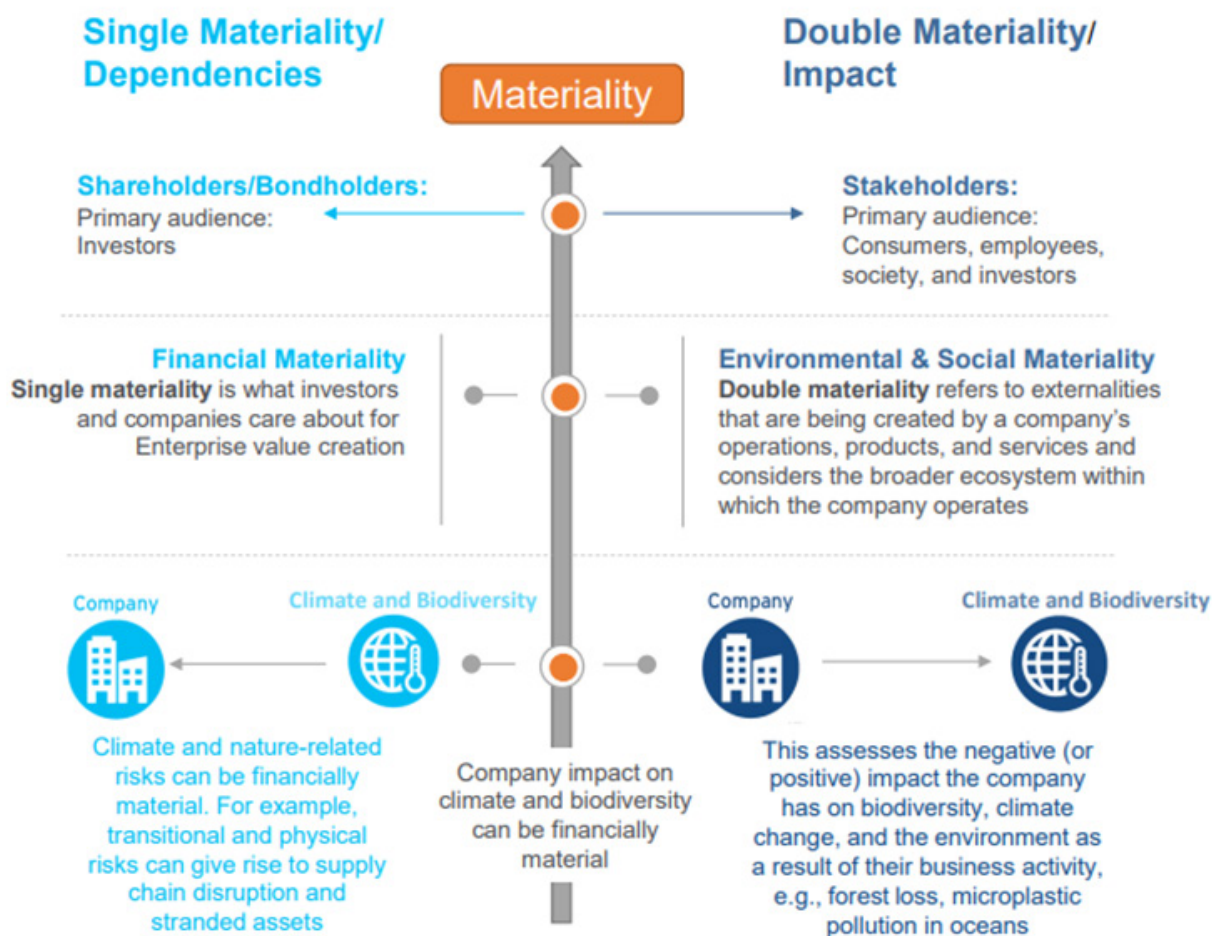 Single Materiality/
Dependencies
Materiality
Double Materiality/
Impact
Shareholders/Bondholders:
Primary audience:
Investors
Stakeholders:
Primary audience:
Consumers, employees,
society, and investors
Financial Materiality
Single materiality is what investors
and companies care about for
Enterprise value creation
Environmental & Social Materiality
Double materiality refers to externalities
that are being created by a company's
operations, products, and services and
considers the broader ecosystem within
which the company operates
Company
Climate and Biodiversity
Climate and nature-related
risks can be financially
material. For example,
transitional and physical
risks can give rise to supply
chain disruption and
stranded assets
Company impact on
climate and biodiversity
can be financially
material
Company
Climate and Biodiversity
This assesses the negative (or
positive) impact the company
has on biodiversity, climate
change, and the environment as
a result of their business activity,
e.g., forest loss, microplastic
pollution in oceans